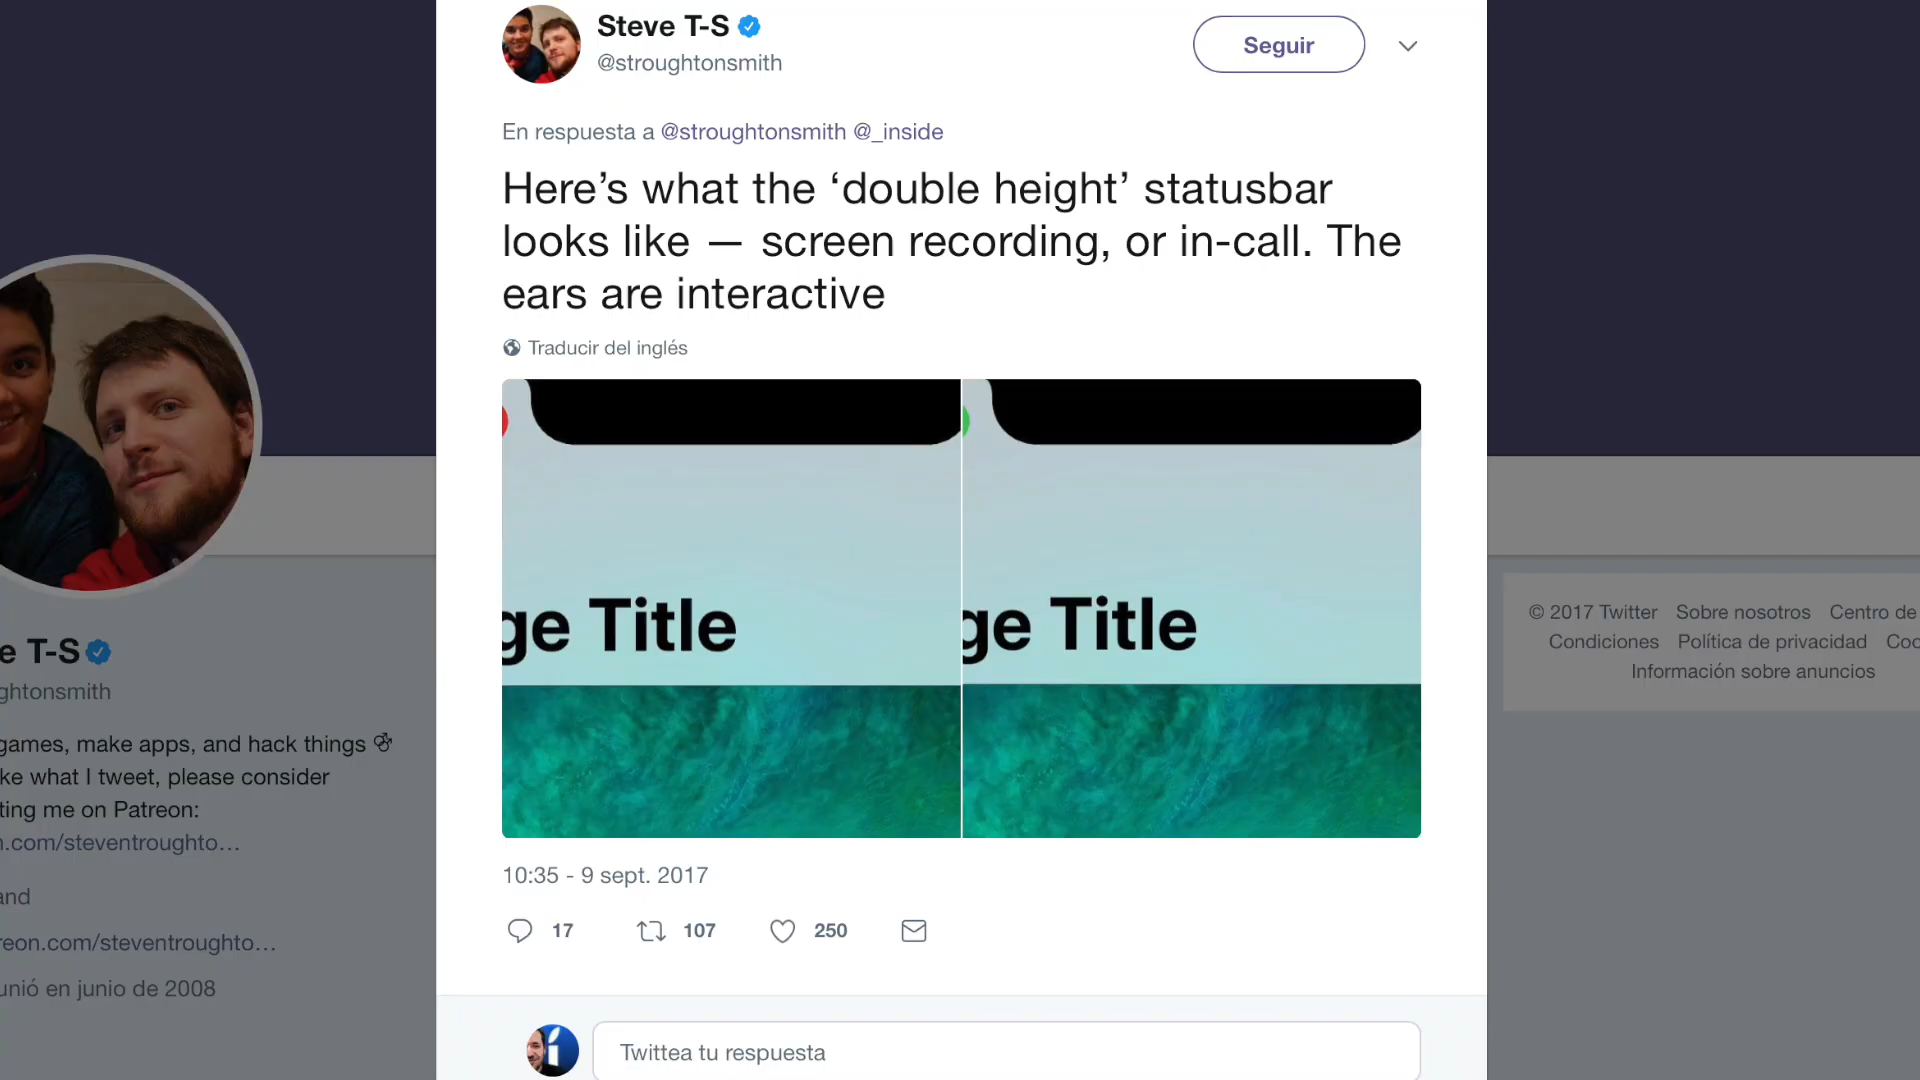 Steve T-S
@stroughtonsmith
Seguir
En respuesta a @stroughtonsmith @_inside
Here’s what the ‘double height’ statusbar
looks like — screen recording, or in-call. The
ears are interactive
Traducir del inglés
ge Title
ge Title
10:35 - 9 sept. 2017
17
107
250
Twittea tu respuesta
e T-S
ghtonsmith
games, make apps, and hack things
ke what I tweet, please consider
ting me on Patreon:
n.com/steventroughto…
and
reon.com/steventroughto…
unió en junio de 2008
© 2017 Twitter Sobre nosotros Centro de
Condiciones Política de privacidad Coo
Información sobre anuncios